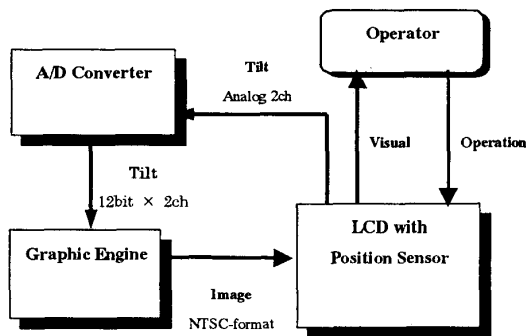 Operator
A/D Converter
Tilt
Analog 2ch
Visual
Operation
Tilt
12bit × 2ch
LCD with
Position Sensor
Graphic Engine
Image
NTSC-format